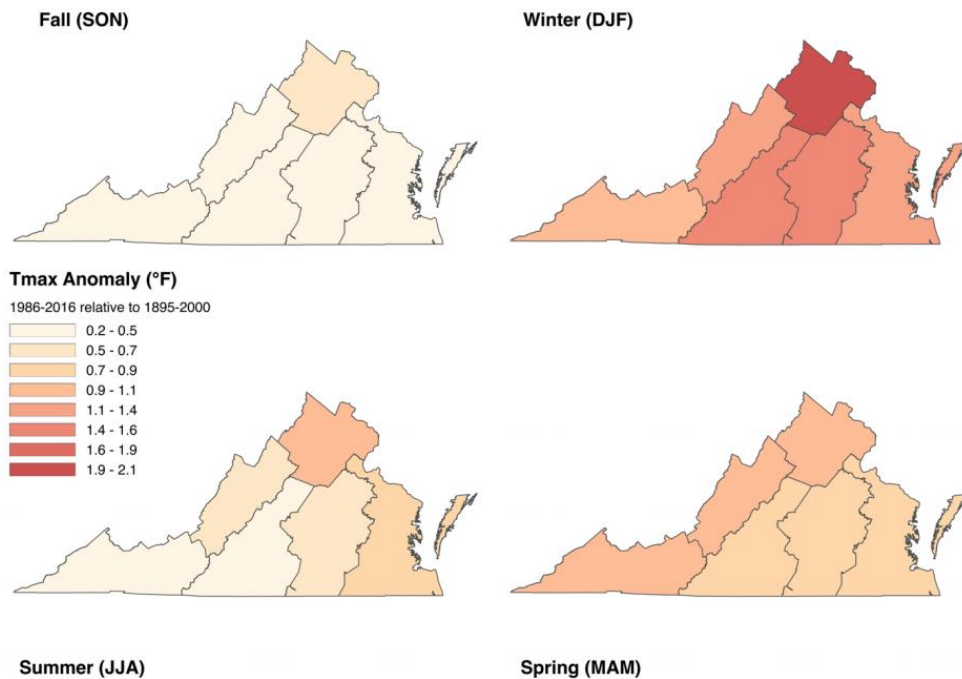 Fall (SON)
Winter (DJF)
Tmax Anomaly (°F)
1986-2016 relative to 1895-2000
0.2 - 0.5
0.5 - 0.7
0.7 - 0.9
0.9 - 1.1
1.1 - 1.4
1.4 - 1.6
1.6 - 1.9
1.9 - 2.1
Summer (JJA)
Spring (MAM)